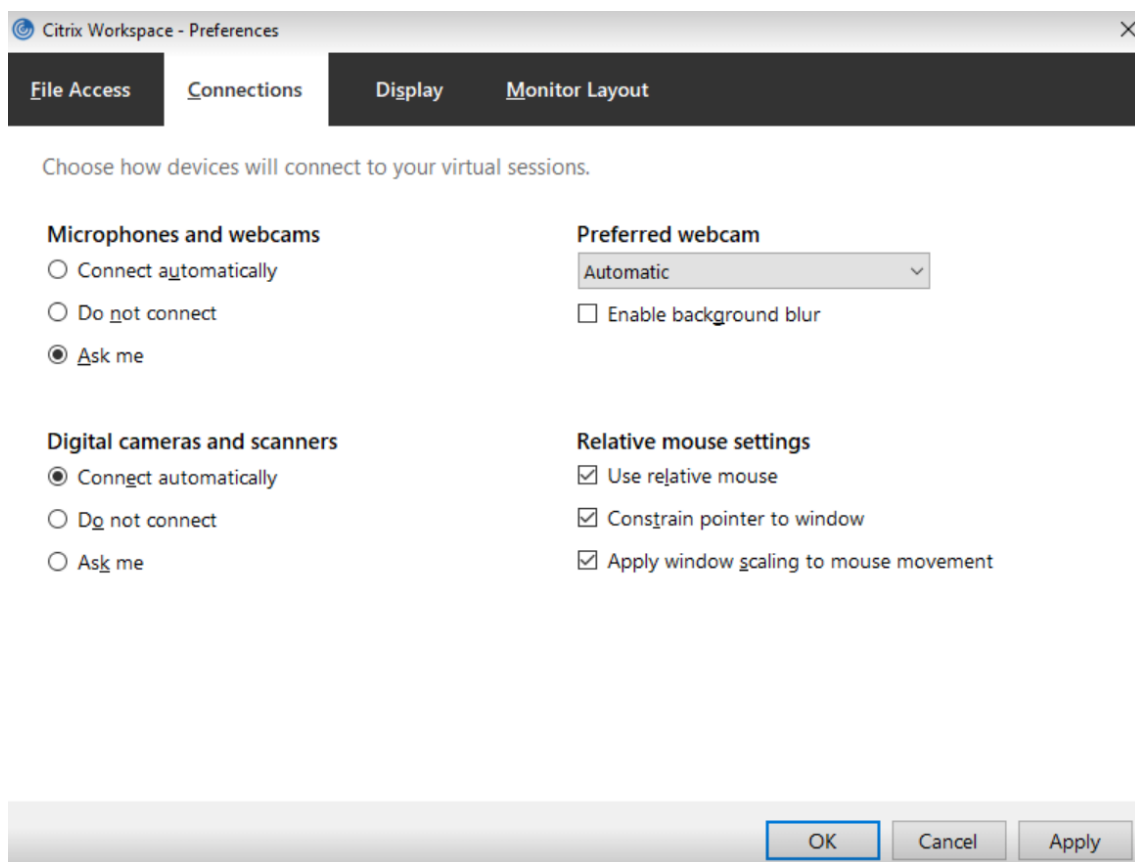 Citrix Workspace - Preferences
File Access Connections Display Monitor Layout
Choose how devices will connect to your virtual sessions.
Microphones and webcams
Connect automatically
Do not connect
Ask me
Preferred webcam
Automatic
Enable background blur
Digital cameras and scanners
Connect automatically
Do not connect
Ask me
Relative mouse settings
Use relative mouse
Constrain pointer to window
Apply window scaling to mouse movement
OK Cancel Apply